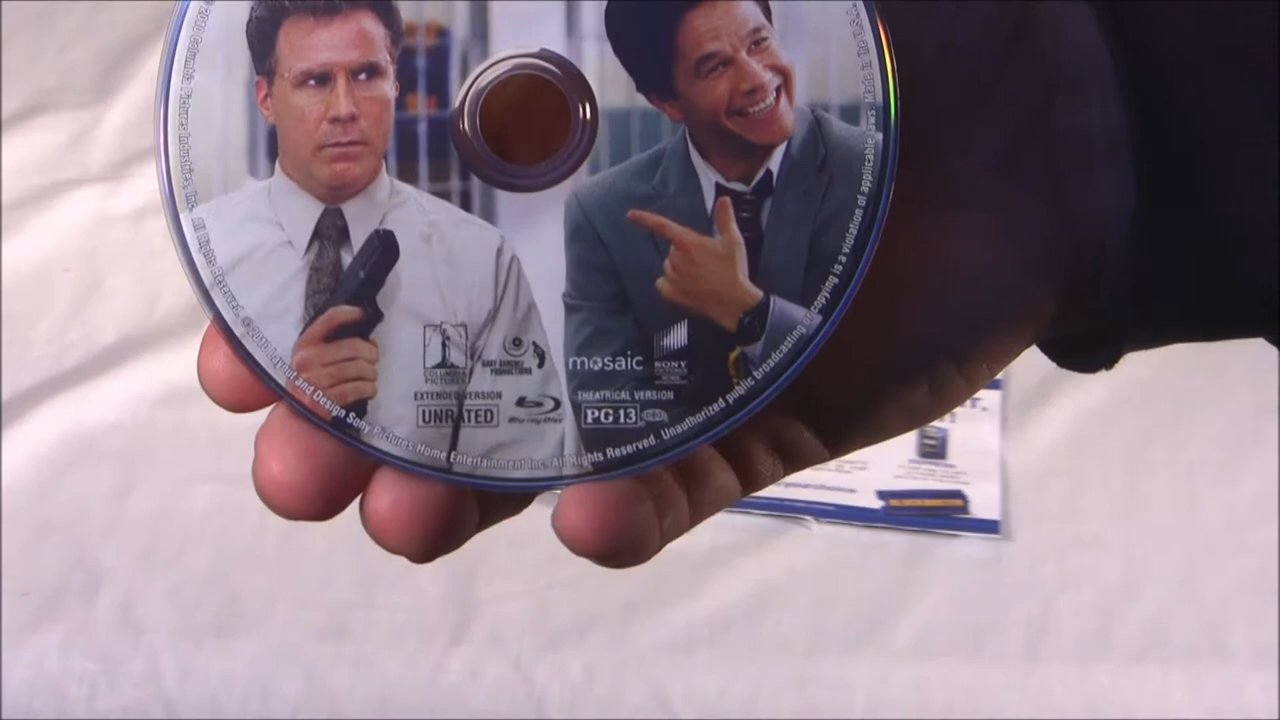 2010 Columbia Pictures Industries, Inc. All Rights Reserved. © 2010 Layout and Design Sony Pictures Home Entertainment Inc. All Rights Reserved. Unauthorized public broadcasting or copying is a violation of applicable laws. Made in the U.S.A.
COLUMBIA
PICTURES
GARY SANCHEZ
PRODUCTIONS
mosaic
SONY
EXTENDED VERSION
UNRATED
Blu-ray Disc
THEATRICAL VERSION
PG-13
BLOCKBUSTER